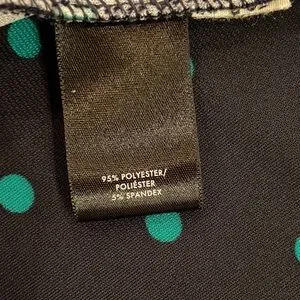 95% POLYESTER/
POLIÉSTER
5% SPANDEX